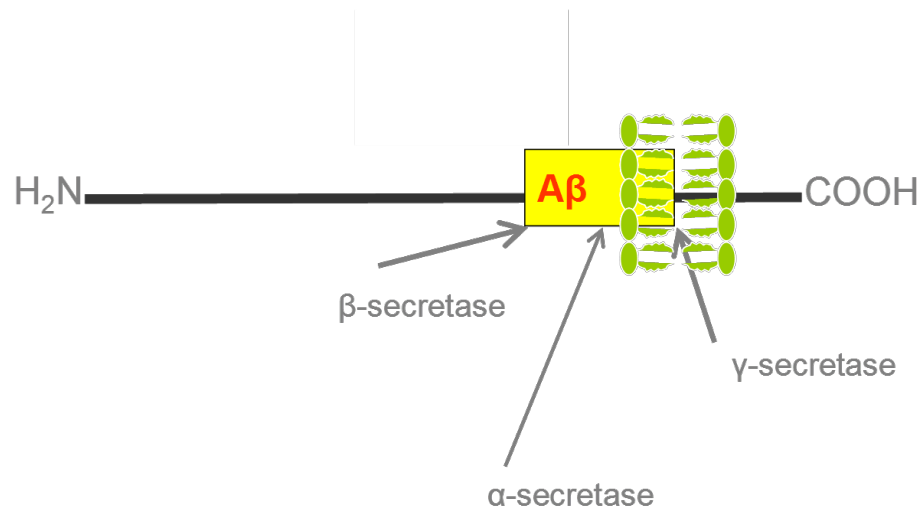 H₂N
Aβ
COOH
β-secretase
γ-secretase
α-secretase